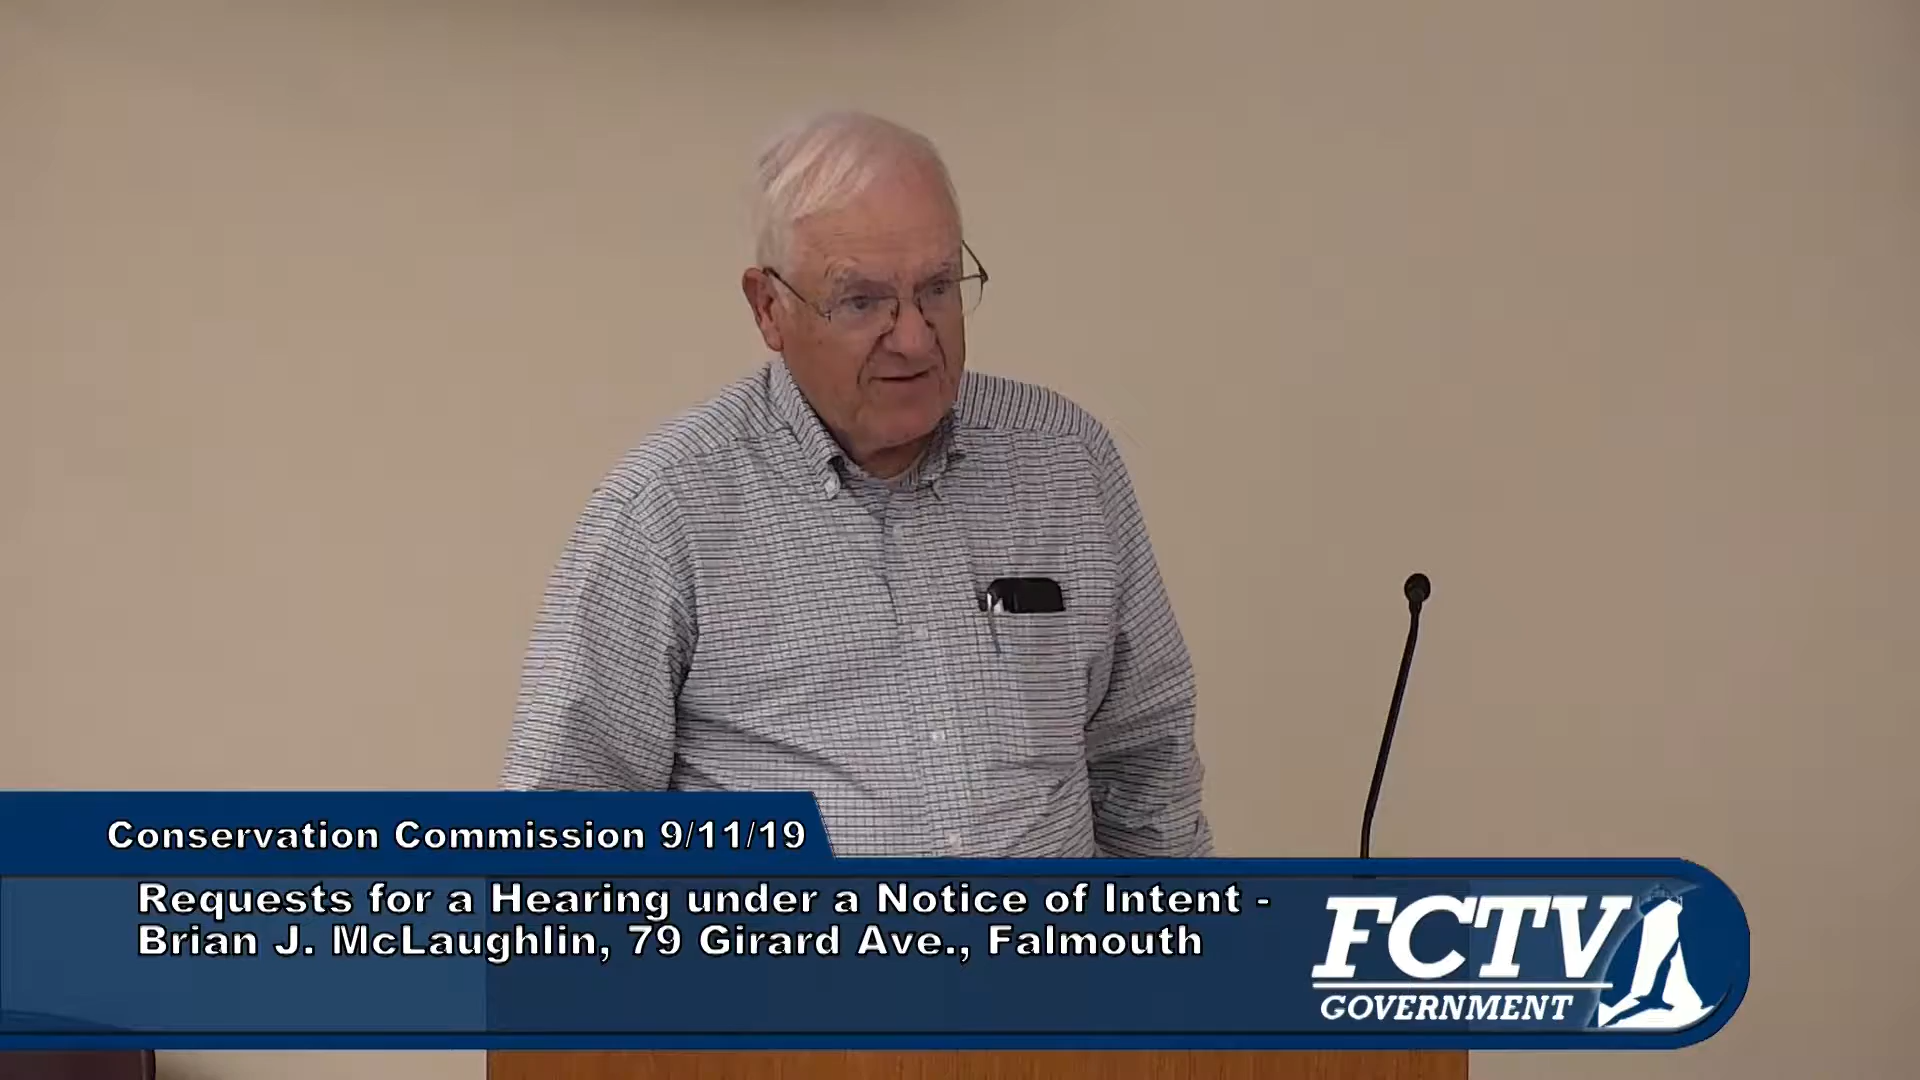 Conservation Commission 9/11/19
Requests for a Hearing under a Notice of Intent -
Brian J. McLaughlin, 79 Girard Ave., Falmouth
FCTV
GOVERNMENT